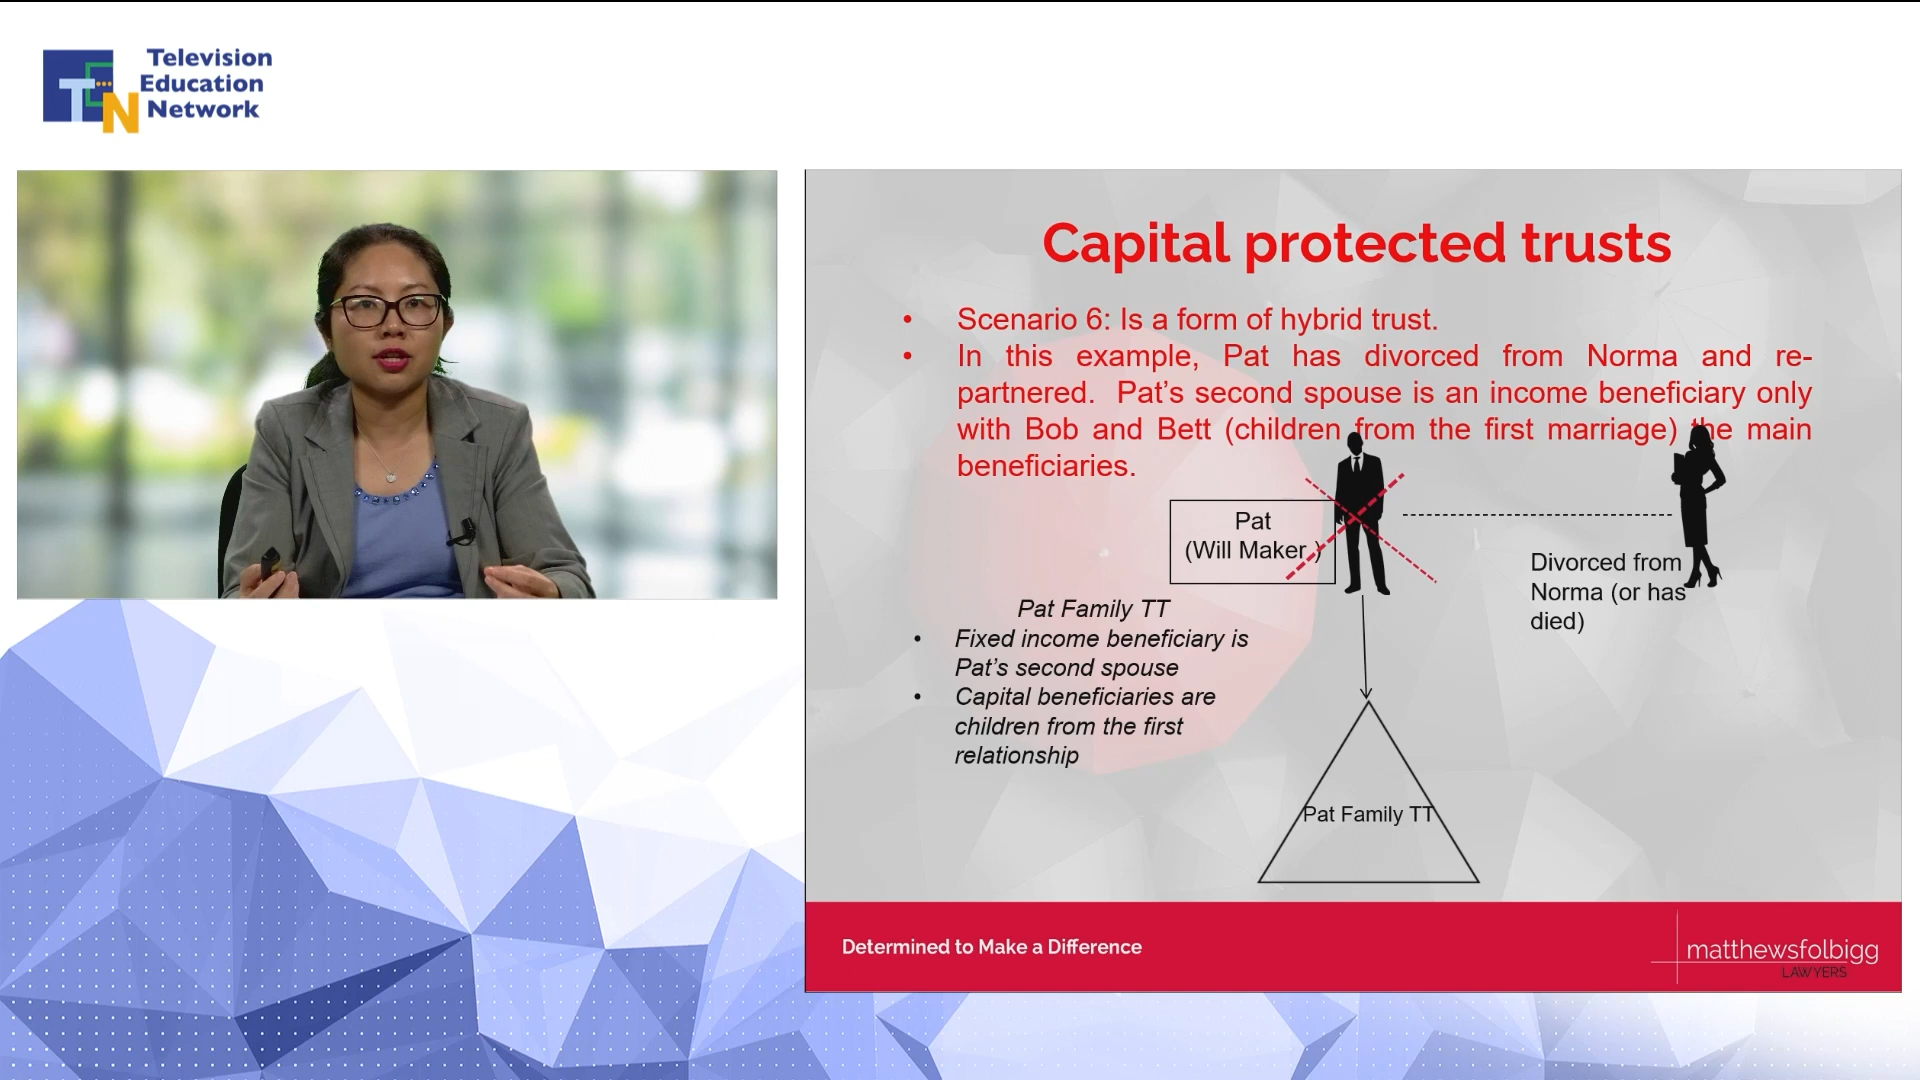 Television
Education
Network
TEN
Capital protected trusts
• Scenario 6: Is a form of hybrid trust.
• In this example, Pat has divorced from Norma and re-
partnered. Pat’s second spouse is an income beneficiary only
with Bob and Bett (children from the first marriage) the main
beneficiaries.
Pat
(Will Maker )
Divorced from
Norma (or has
died)
Pat Family TT
• Fixed income beneficiary is
Pat’s second spouse
• Capital beneficiaries are
children from the first
relationship
Pat Family TT
Determined to Make a Difference
matthewsfolbigg
LAWYERS